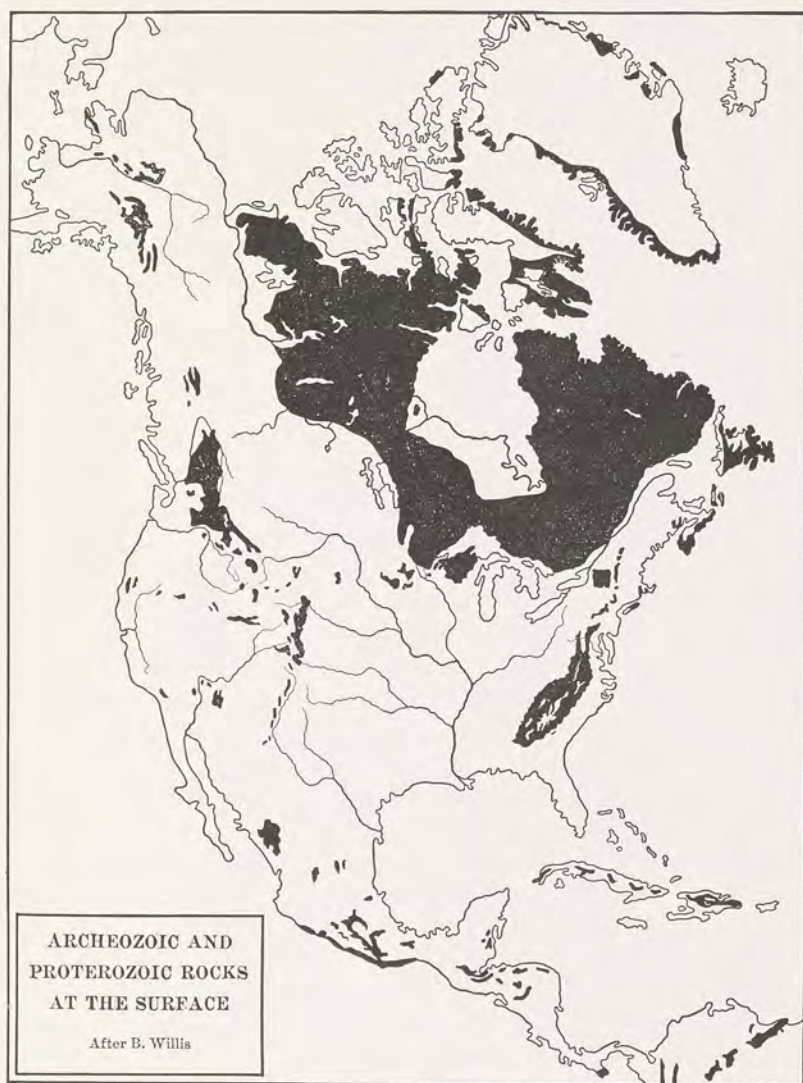 ARCHEOZOIC AND
PROTEROZOIC ROCKS
AT THE SURFACE
After B. Willis